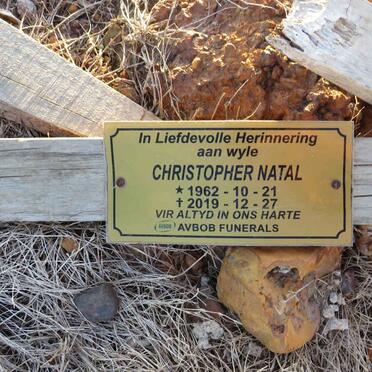 In Liefdevolle Herinnering
aan wyle
CHRISTOPHER NATAL
★ 1962 - 10 - 21
✝ 2019 - 12 - 27
VIR ALTYD IN ONS HARTE
AVBOB AVBOB FUNERALS